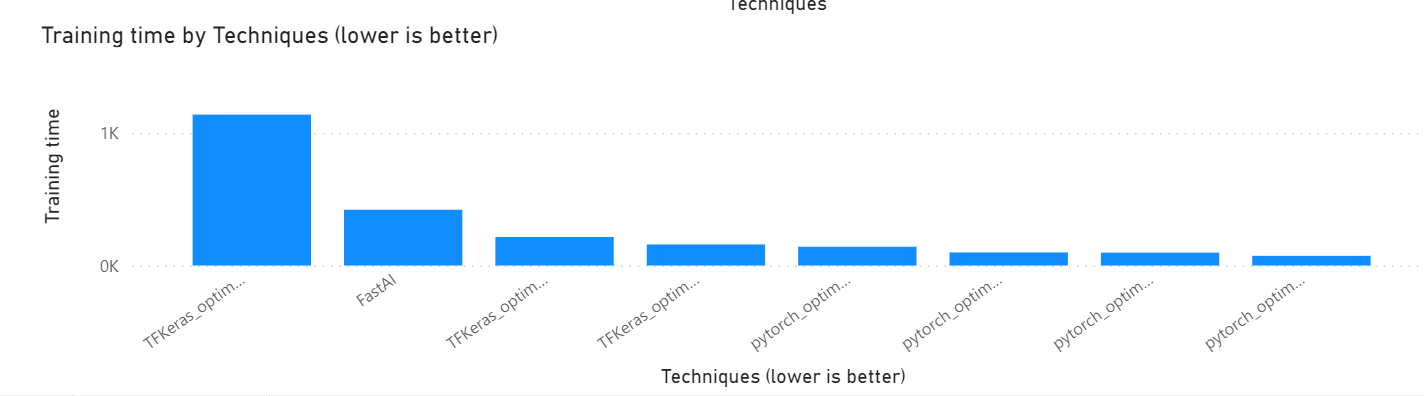 Techniques
Training time by Techniques (lower is better)
Training time
1K
0K
TFKeras_optim...
FastAI
TFKeras_optim...
TFKeras_optim...
pytorch_optim...
pytorch_optim...
pytorch_optim...
pytorch_optim...
Techniques (lower is better)